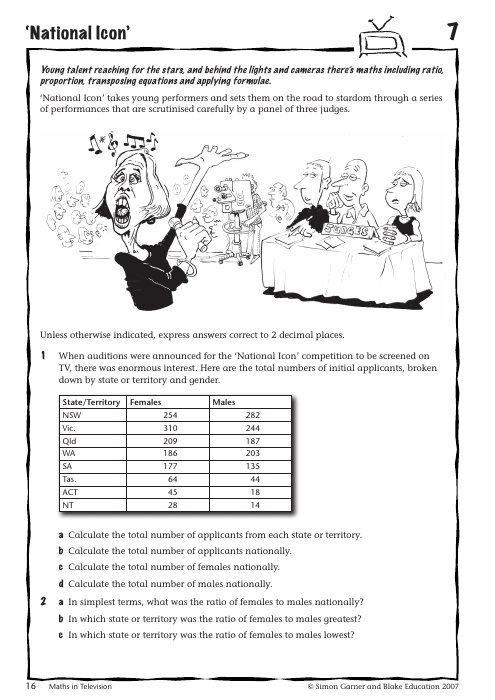 'National Icon'
7
Young talent reaching for the stars, and behind the lights and cameras there's maths including ratio,
proportion, transposing equations and applying formulae.
'National Icon' takes young performers and sets them on the road to stardom through a series
of performances that are scrutinised carefully by a panel of three judges.
JUDGES
Unless otherwise indicated, express answers correct to 2 decimal places.
1 When auditions were announced for the 'National Icon' competition to be screened on
TV, there was enormous interest. Here are the total numbers of initial applicants, broken
down by state or territory and gender.
State/Territory Females Males
NSW 254 282
Vic. 310 244
Qld 209 187
WA 186 203
SA 177 135
Tas. 64 44
ACT 45 18
NT 28 14
a Calculate the total number of applicants from each state or territory.
b Calculate the total number of applicants nationally.
c Calculate the total number of females nationally.
d Calculate the total number of males nationally.
2 a In simplest terms, what was the ratio of females to males nationally?
b In which state or territory was the ratio of females to males greatest?
c In which state or territory was the ratio of females to males lowest?
16 Maths in Television © Simon Garner and Blake Education 2007